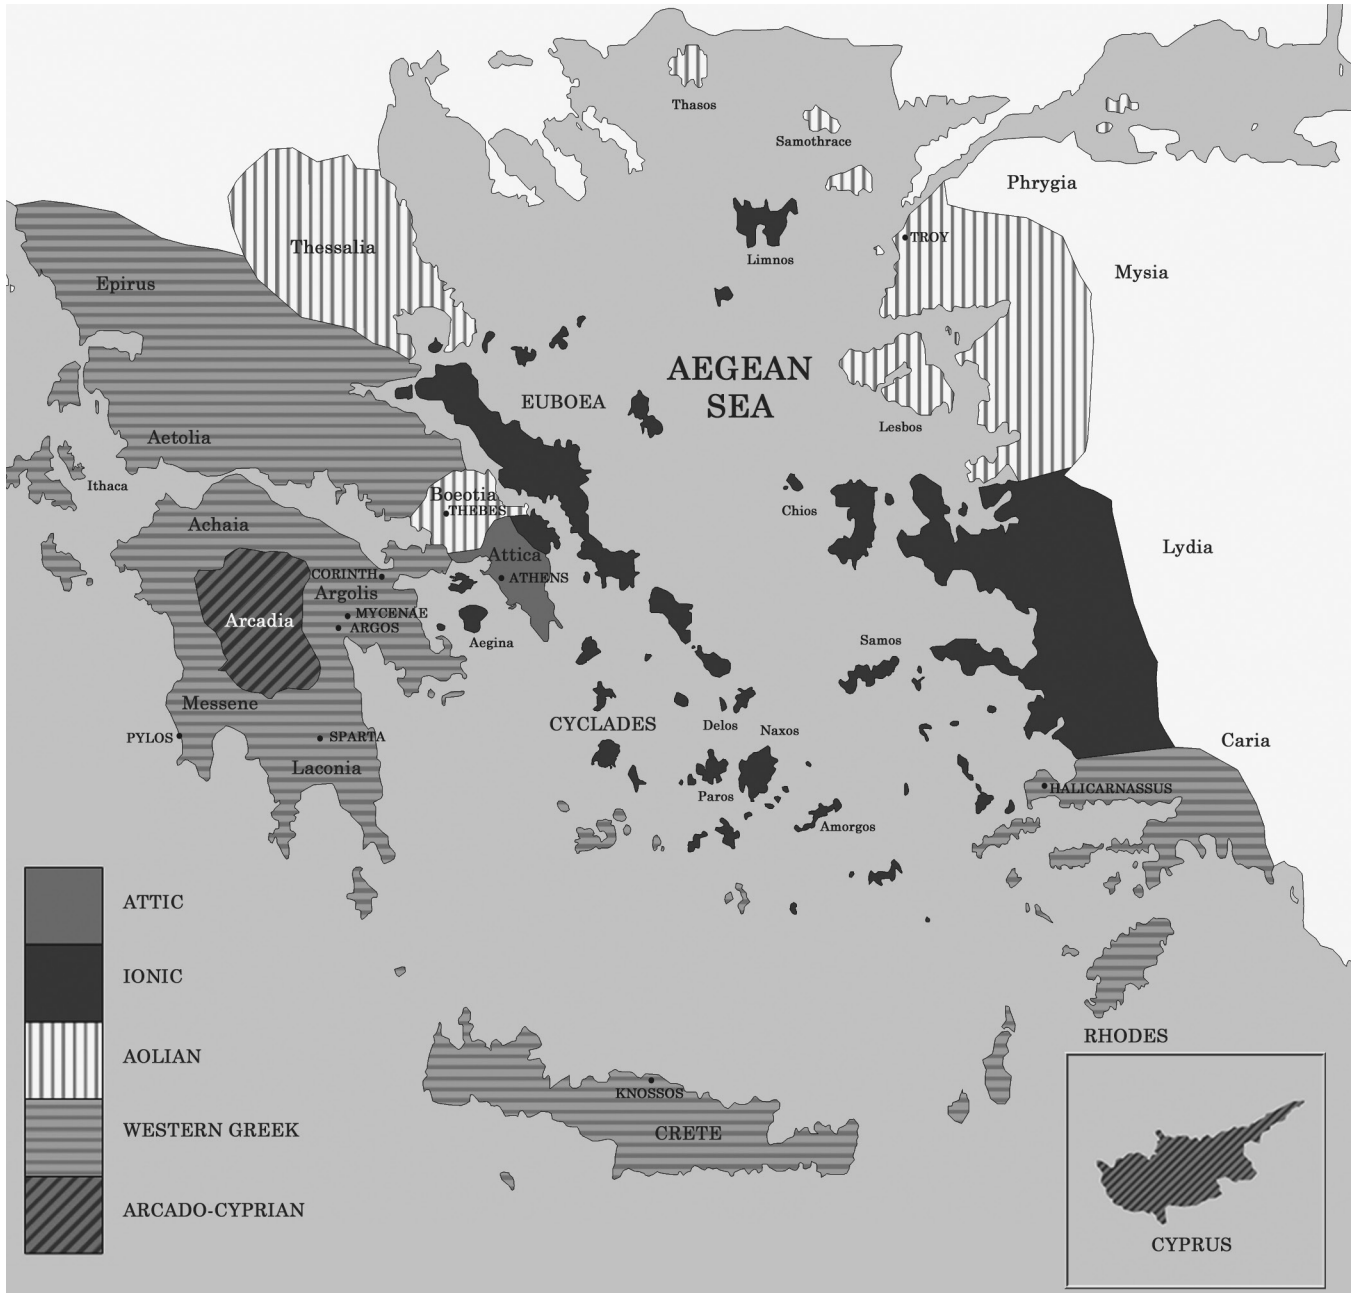 Thasos
Samothrace
Phrygia
TROY
Thessalia
Limnos
Mysia
Epirus
AEGEAN
SEA
EUBOEA
Lesbos
Aetolia
Ithaca
Boeotia
THEBES
Chios
Achaia
Attica
Lydia
CORINTH
ATHENS
Argolis
MYCENAE
Arcadia
ARGOS
Aegina
Samos
Messene
CYCLADES
Delos
Naxos
PYLOS
SPARTA
Caria
Laconia
HALICARNASSUS
Paros
Amorgos
ATTIC
IONIC
AOLIAN
WESTERN GREEK
ARCADO-CYPRIAN
RHODES
KNOSSOS
CRETE
CYPRUS